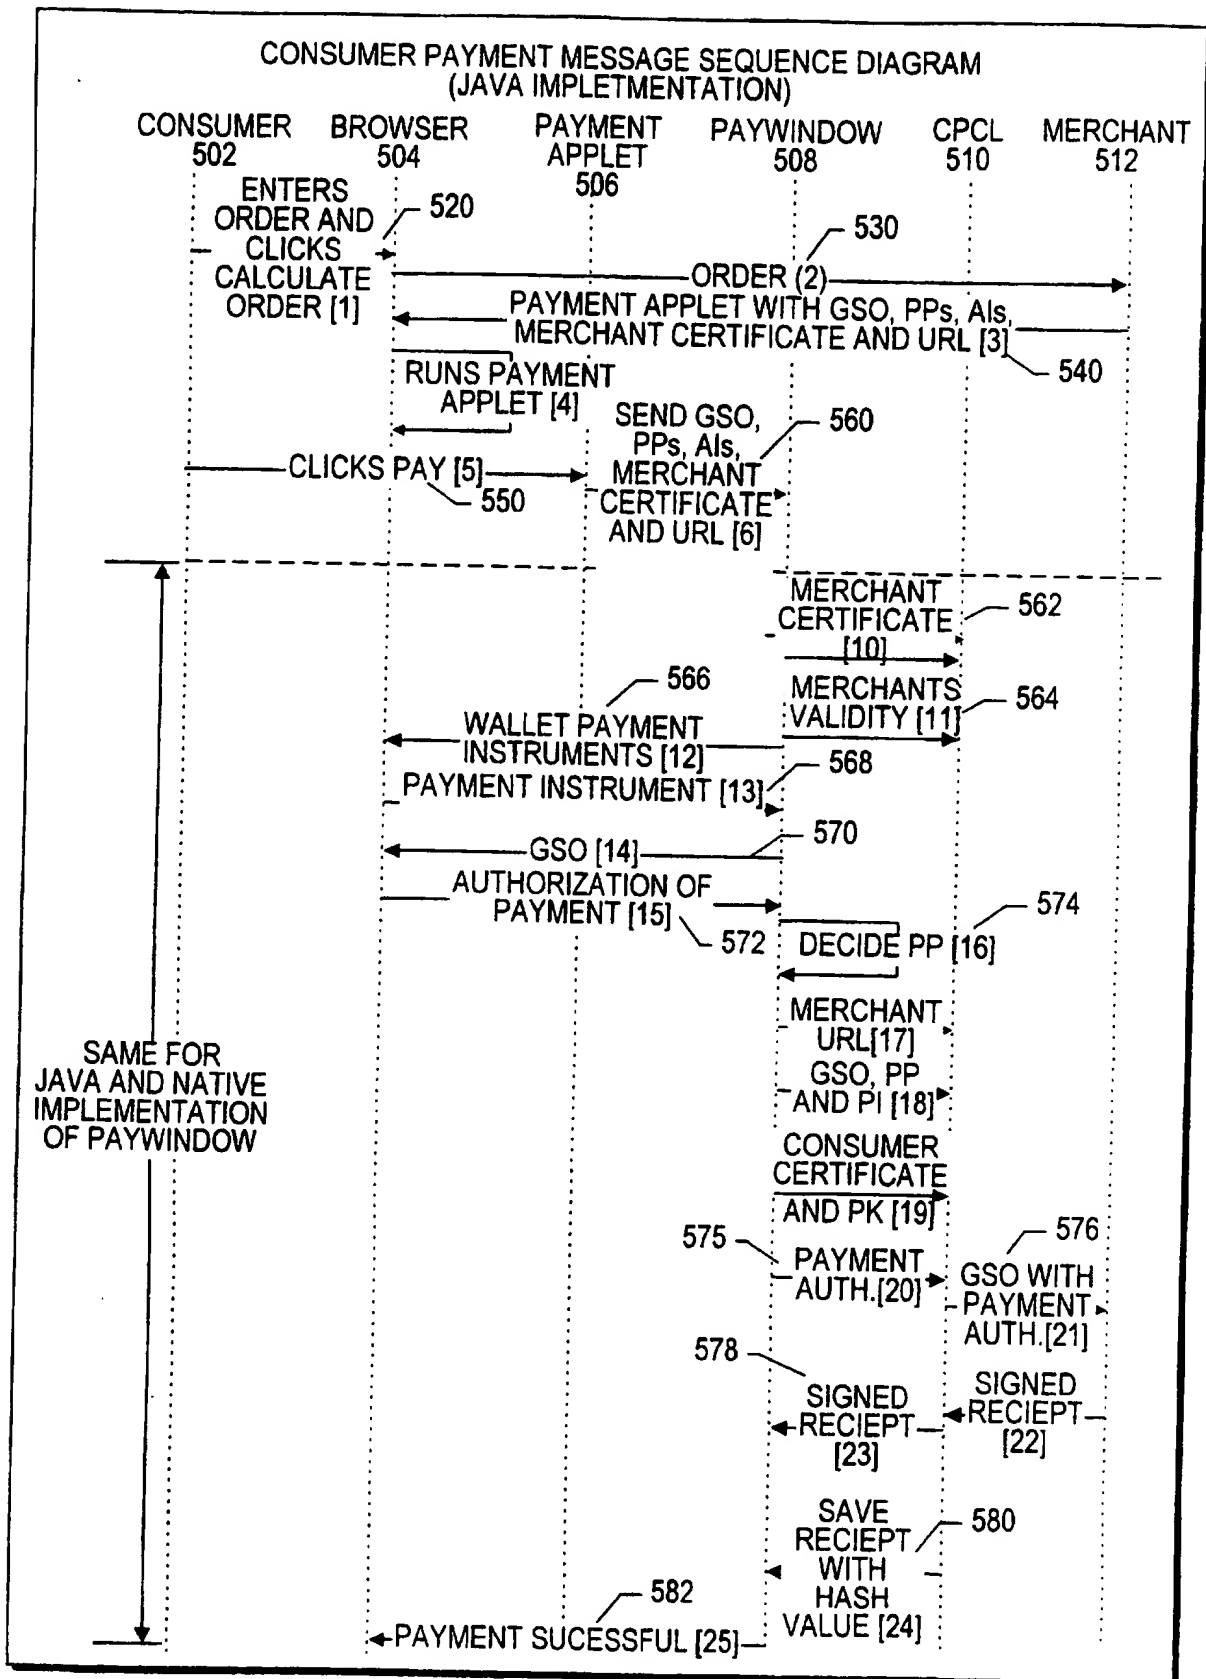 CONSUMER PAYMENT MESSAGE SEQUENCE DIAGRAM
(JAVA IMPLETMENTATION)
CONSUMER
502
BROWSER
504
PAYMENT
APPLET
506
PAYWINDOW
508
CPCL
510
MERCHANT
512
ENTERS
ORDER AND
CLICKS
CALCULATE
ORDER [1]
520
530
ORDER (2)
PAYMENT APPLET WITH GSO, PPs, AIs,
MERCHANT CERTIFICATE AND URL [3]
540
RUNS PAYMENT
APPLET [4]
CLICKS PAY [5]
550
SEND GSO,
PPs, AIs,
MERCHANT
CERTIFICATE
AND URL [6]
560
MERCHANT
CERTIFICATE
[10]
562
MERCHANTS
VALIDITY [11]
564
566
WALLET PAYMENT
INSTRUMENTS [12]
568
PAYMENT INSTRUMENT [13]
570
GSO [14]
AUTHORIZATION OF
PAYMENT [15]
572
574
DECIDE PP [16]
MERCHANT
URL[17]
GSO, PP
AND PI [18]
SAME FOR
JAVA AND NATIVE
IMPLEMENTATION
OF PAYWINDOW
CONSUMER
CERTIFICATE
AND PK [19]
575
PAYMENT
AUTH.[20]
576
GSO WITH
PAYMENT
AUTH.[21]
578
SIGNED
RECIEPT
[23]
SIGNED
RECIEPT
[22]
SAVE
RECIEPT
WITH
HASH
VALUE [24]
580
582
PAYMENT SUCESSFUL [25]